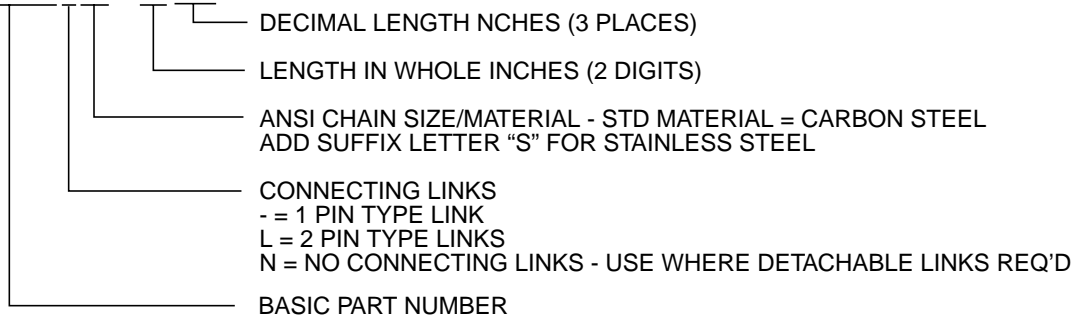 DECIMAL LENGTH NCHES (3 PLACES)
LENGTH IN WHOLE INCHES (2 DIGITS)
ANSI CHAIN SIZE/MATERIAL - STD MATERIAL = CARBON STEEL
ADD SUFFIX LETTER “S” FOR STAINLESS STEEL
CONNECTING LINKS
- = 1 PIN TYPE LINK
L = 2 PIN TYPE LINKS
N = NO CONNECTING LINKS - USE WHERE DETACHABLE LINKS REQ’D
BASIC PART NUMBER